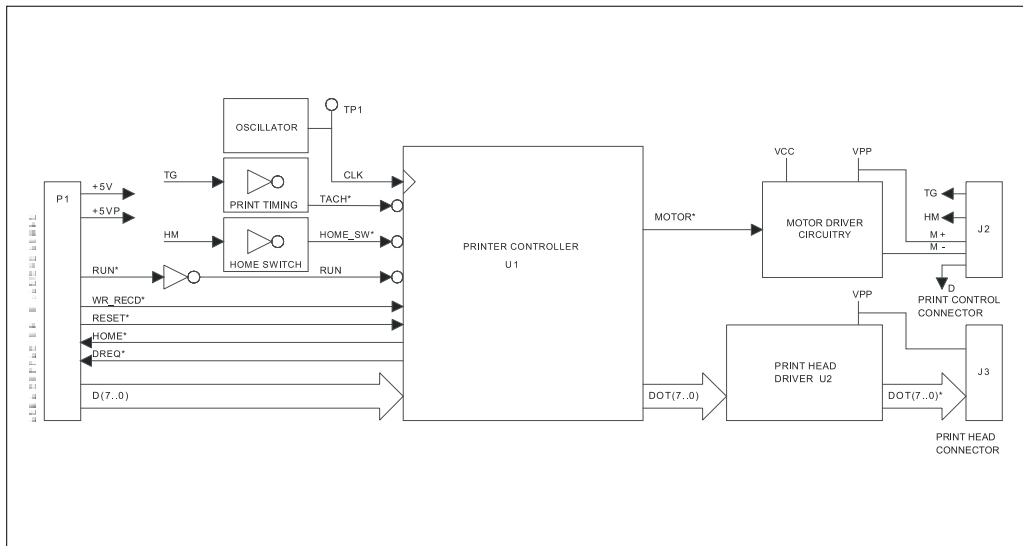 OSCILLATOR
TP1
P1
+5V
+5VP
TG
CLK
PRINT TIMING
TACH*
HM
HOME_SW*
HOME SWITCH
RUN*
RUN
WR_RECD*
RESET*
HOME*
DREQ*
D(7..0)
PRINTER CONTROLLER
U1
MOTOR*
VCC
VPP
MOTOR DRIVER
CIRCUITRY
TG
HM
M+
M-
J2
D
PRINT CONTROL
CONNECTOR
VPP
PRINT HEAD
DRIVER U2
J3
DOT(7..0)
DOT(7..0)*
PRINT HEAD
CONNECTOR